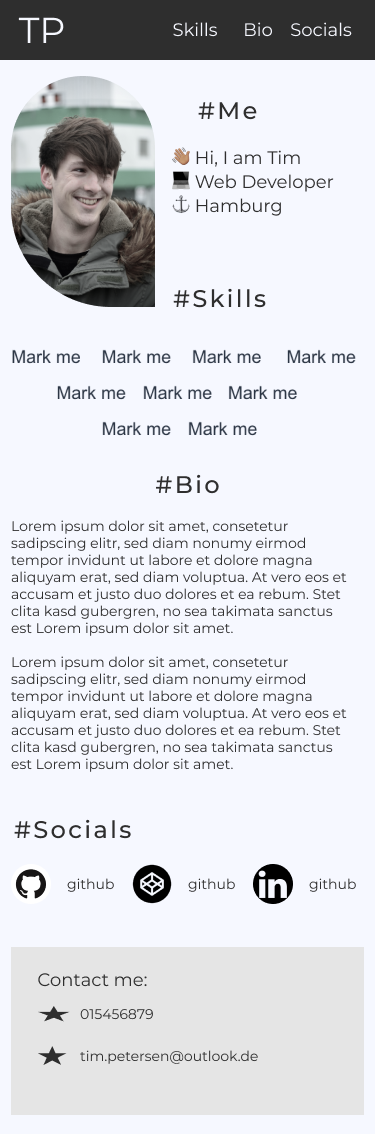 TP Skills Bio Socials
#Me
👋 Hi, I am Tim
💻 Web Developer
⚓ Hamburg
#Skills
Mark me Mark me Mark me Mark me
Mark me Mark me Mark me
Mark me Mark me
#Bio
Lorem ipsum dolor sit amet, consetetur
sadipscing elitr, sed diam nonumy eirmod
tempor invidunt ut labore et dolore magna
aliquyam erat, sed diam voluptua. At vero eos et
accusam et justo duo dolores et ea rebum. Stet
clita kasd gubergren, no sea takimata sanctus
est Lorem ipsum dolor sit amet.
Lorem ipsum dolor sit amet, consetetur
sadipscing elitr, sed diam nonumy eirmod
tempor invidunt ut labore et dolore magna
aliquyam erat, sed diam voluptua. At vero eos et
accusam et justo duo dolores et ea rebum. Stet
clita kasd gubergren, no sea takimata sanctus
est Lorem ipsum dolor sit amet.
#Socials
github github in github
Contact me:
015456879
tim.petersen@outlook.de